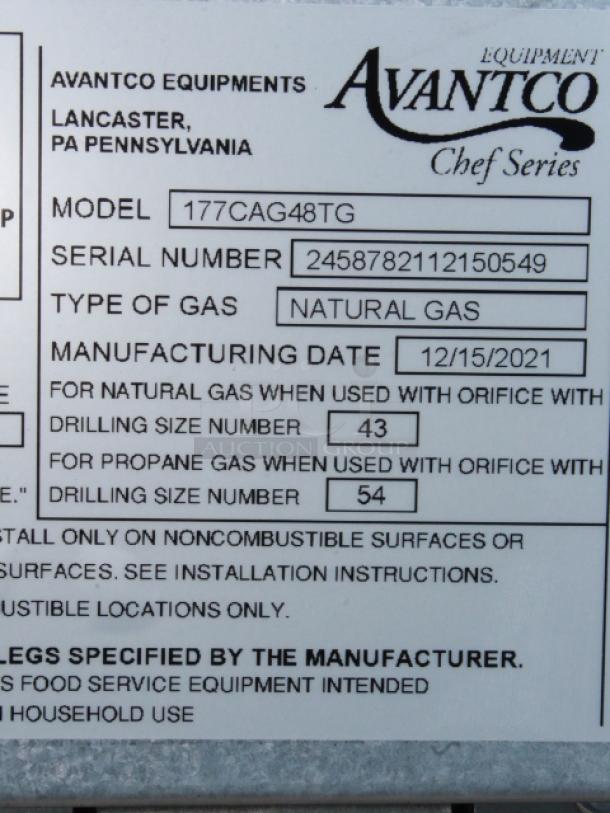 EQUIPMENT
AVANTCO
Chef Series
AVANTCO EQUIPMENTS
LANCASTER,
PA PENNSYLVANIA
P
MODEL 177CAG48TG
SERIAL NUMBER 2458782112150549
TYPE OF GAS NATURAL GAS
MANUFACTURING DATE 12/15/2021
E FOR NATURAL GAS WHEN USED WITH ORIFICE WITH
DRILLING SIZE NUMBER 43
AUCTION GROUP
FOR PROPANE GAS WHEN USED WITH ORIFICE WITH
E." DRILLING SIZE NUMBER 54
STALL ONLY ON NONCOMBUSTIBLE SURFACES OR
SURFACES. SEE INSTALLATION INSTRUCTIONS.
USTIBLE LOCATIONS ONLY.
LEGS SPECIFIED BY THE MANUFACTURER.
S FOOD SERVICE EQUIPMENT INTENDED
HOUSEHOLD USE